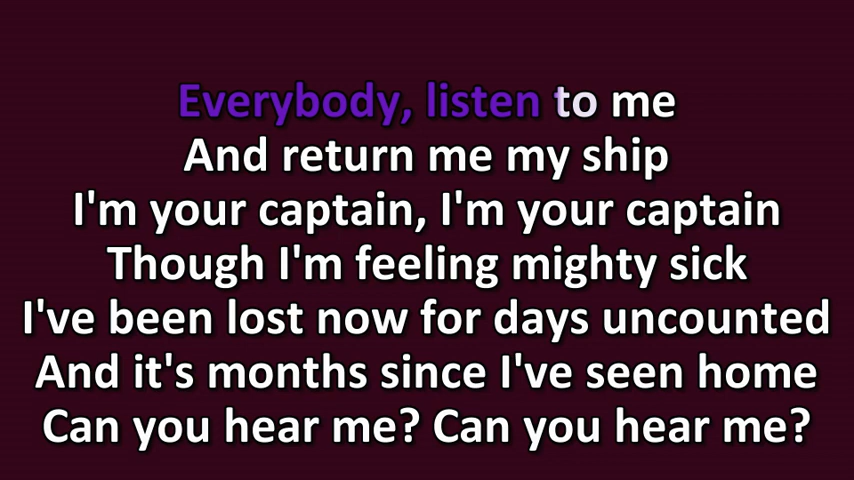 Everybody, listen to me
And return me my ship
I'm your captain, I'm your captain
Though I'm feeling mighty sick
I've been lost now for days uncounted
And it's months since I've seen home
Can you hear me? Can you hear me?